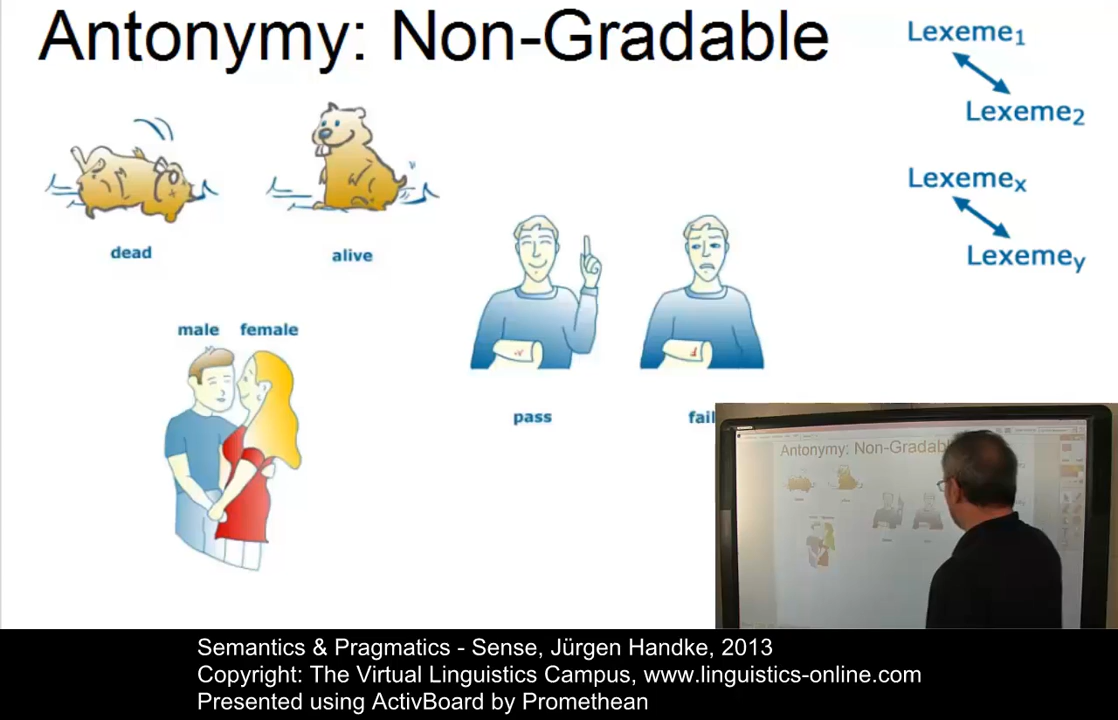 Antonymy: Non-Gradable
Lexeme1
Lexeme2
Lexemex
Lexemey
dead
alive
male female
pass
fail
Antonymy: Non-Gradab
Semantics & Pragmatics - Sense, Jürgen Handke, 2013
Copyright: The Virtual Linguistics Campus, www.linguistics-online.com
Presented using ActivBoard by Promethean